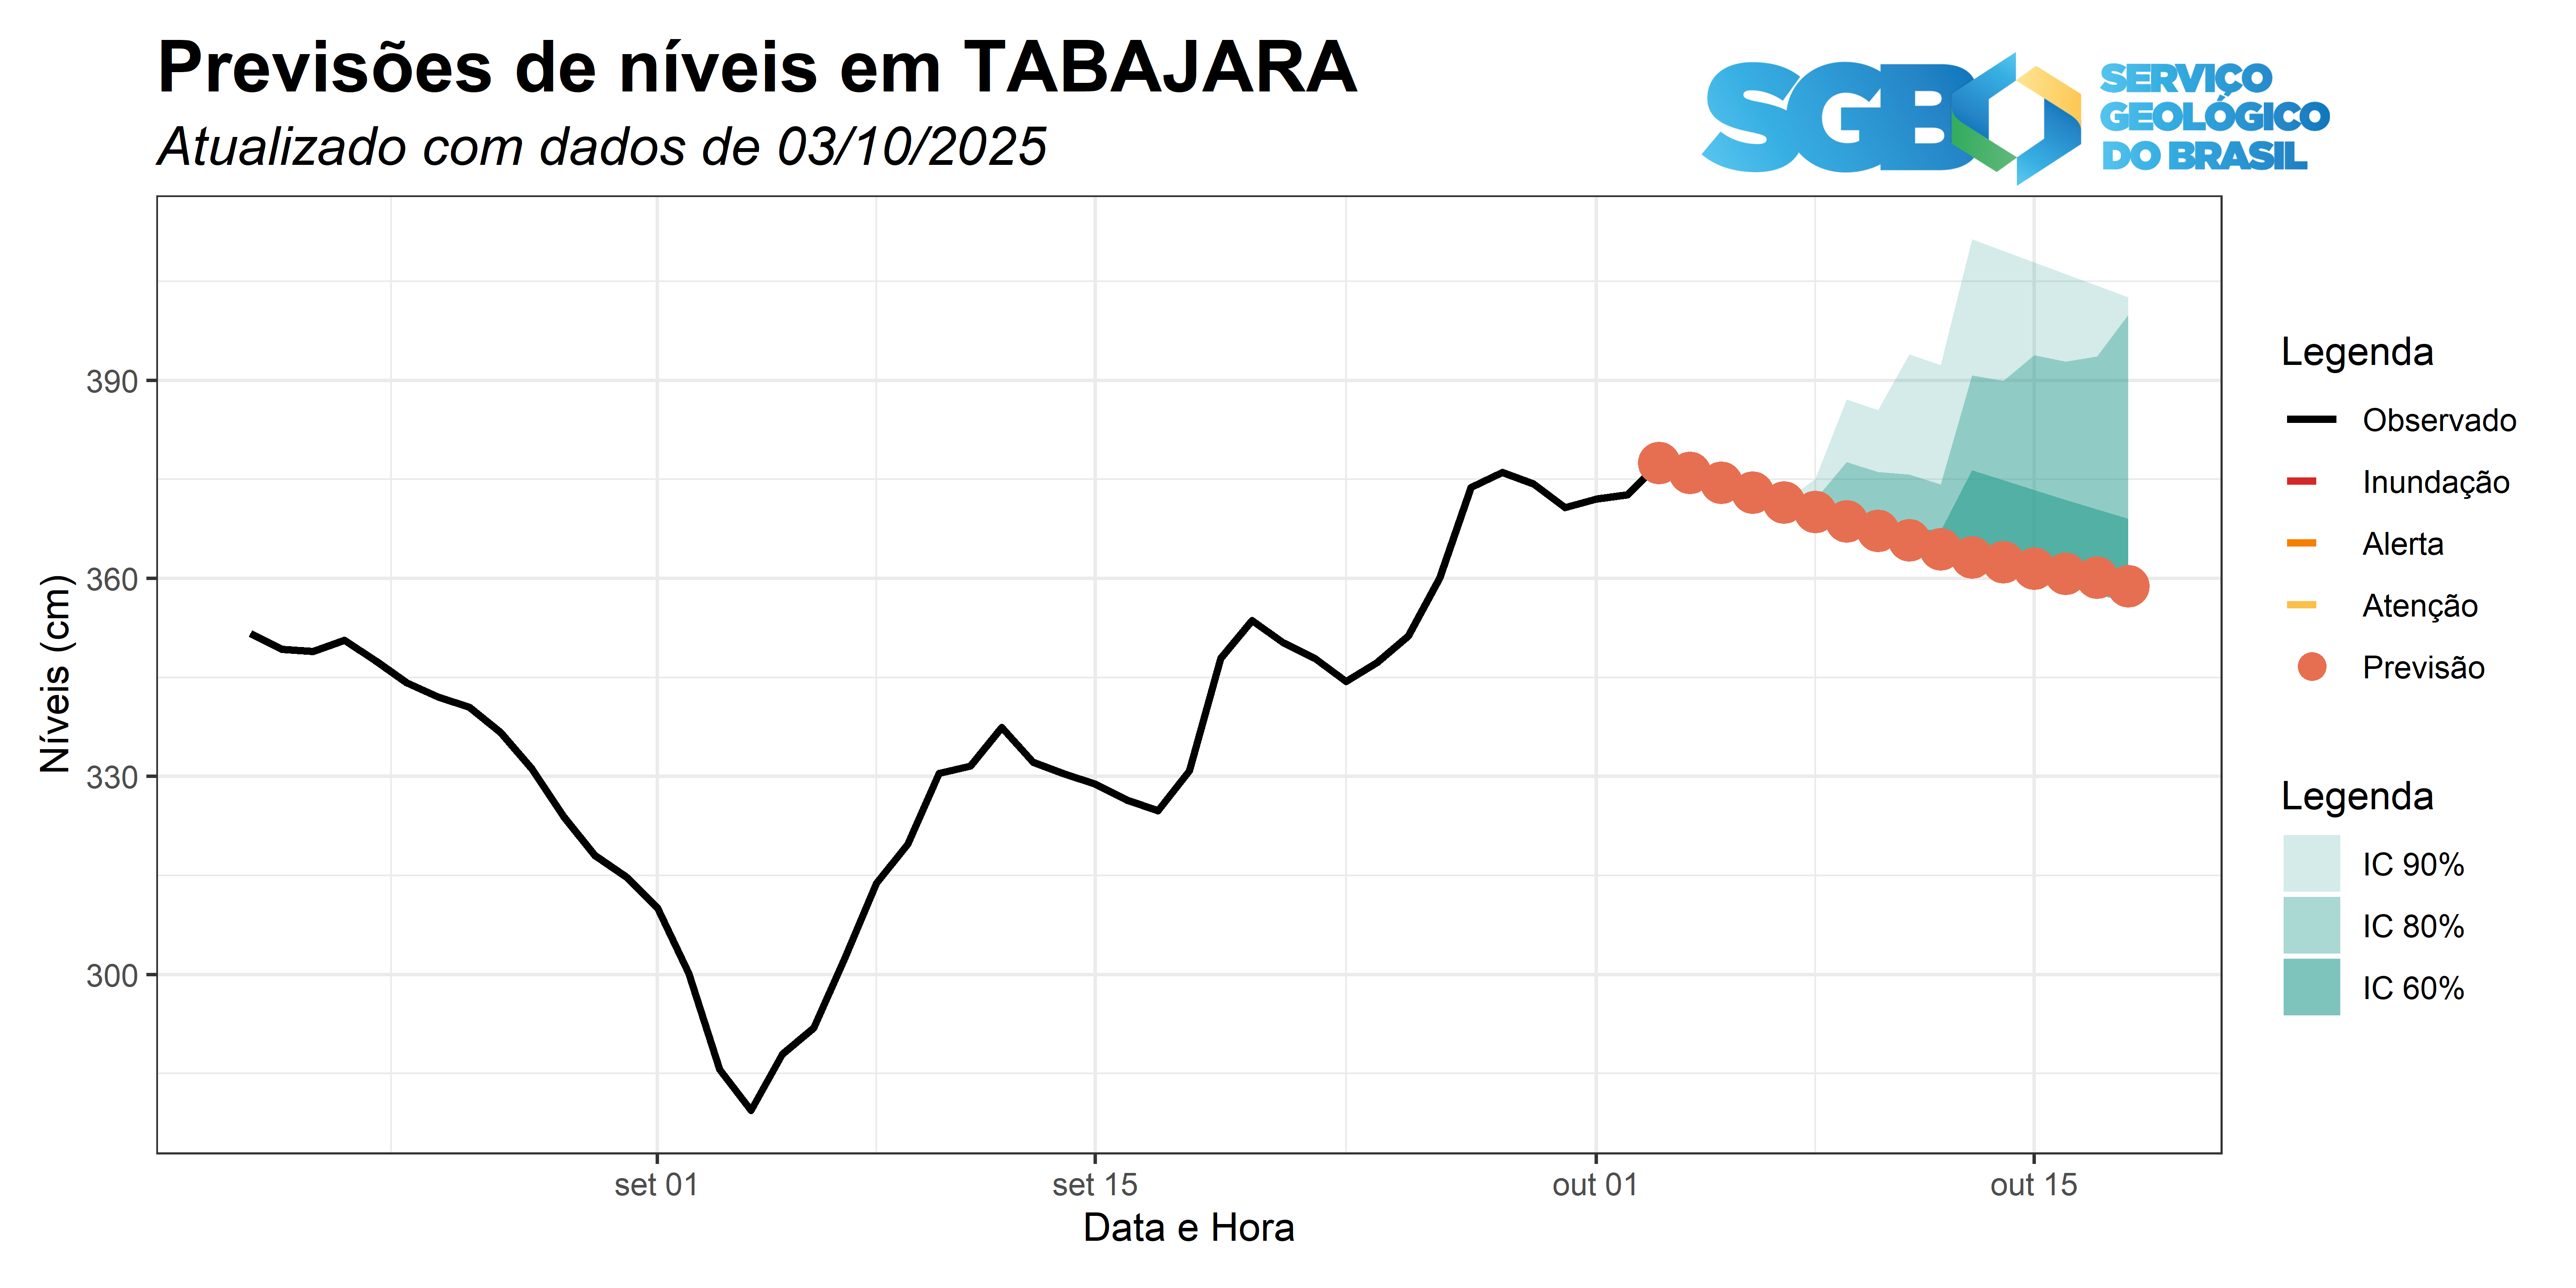 Previsões de níveis em TABAJARA
Atualizado com dados de 03/10/2025
SGB
SERVIÇO
GEOLÓGICO
DO BRASIL
Níveis (cm)
390
360
330
300
set 01
set 15
out 01
out 15
Data e Hora
Legenda
Observado
Inundação
Alerta
Atenção
Previsão
Legenda
IC 90%
IC 80%
IC 60%